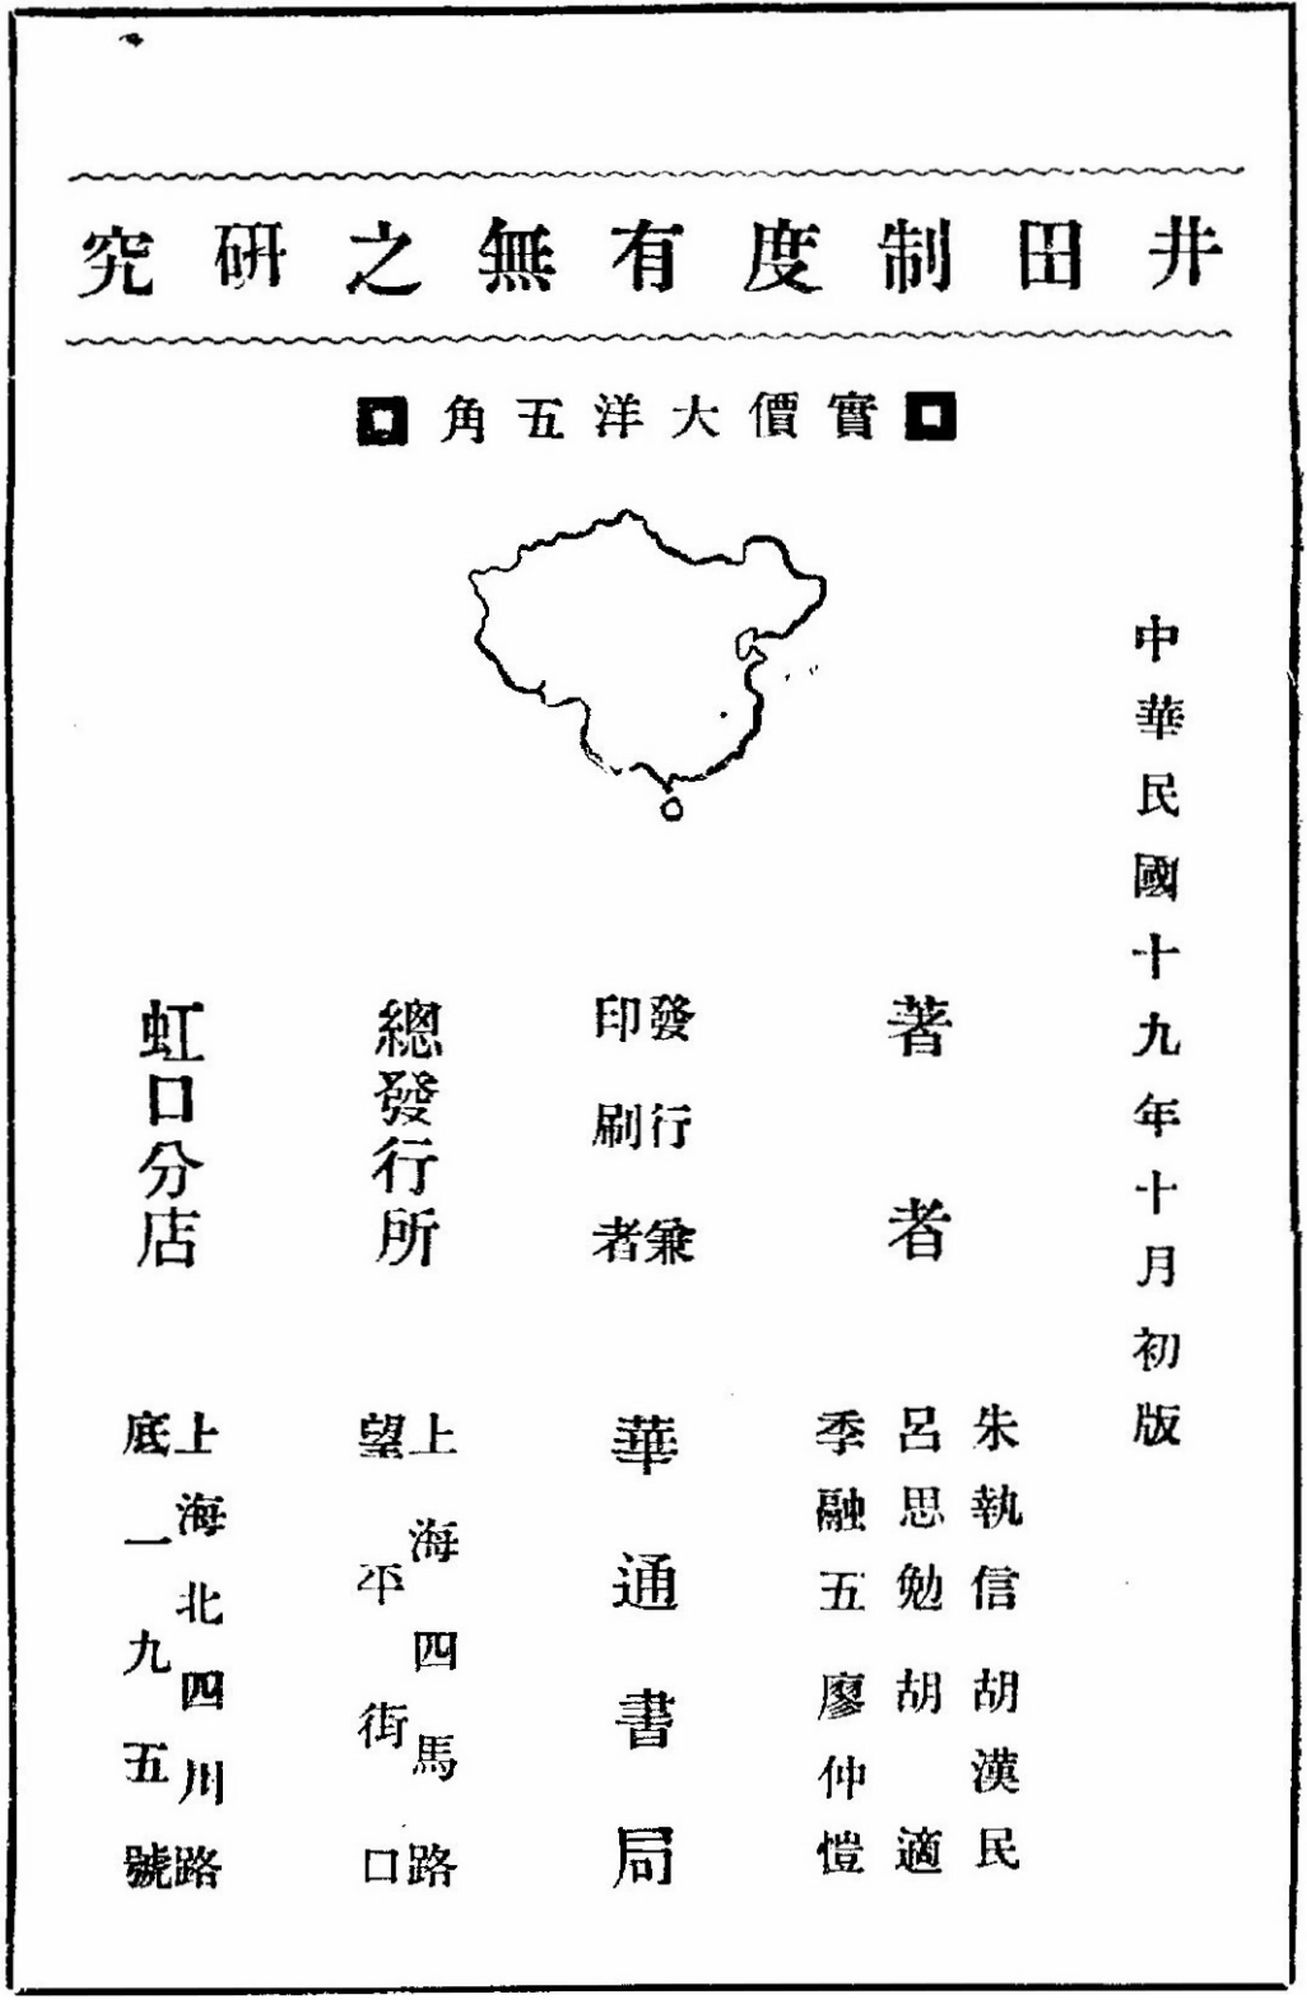 井田制度有無之硏究
實價大洋五角
中華民國十九年十月初版
著者
朱執信 胡漢民
呂思勉 胡適
季融五 廖仲愷
發行兼
印刷者
華通書局
總發行所
上海四馬路
望平街口
虹口分店
上海北四川路
底一九五號